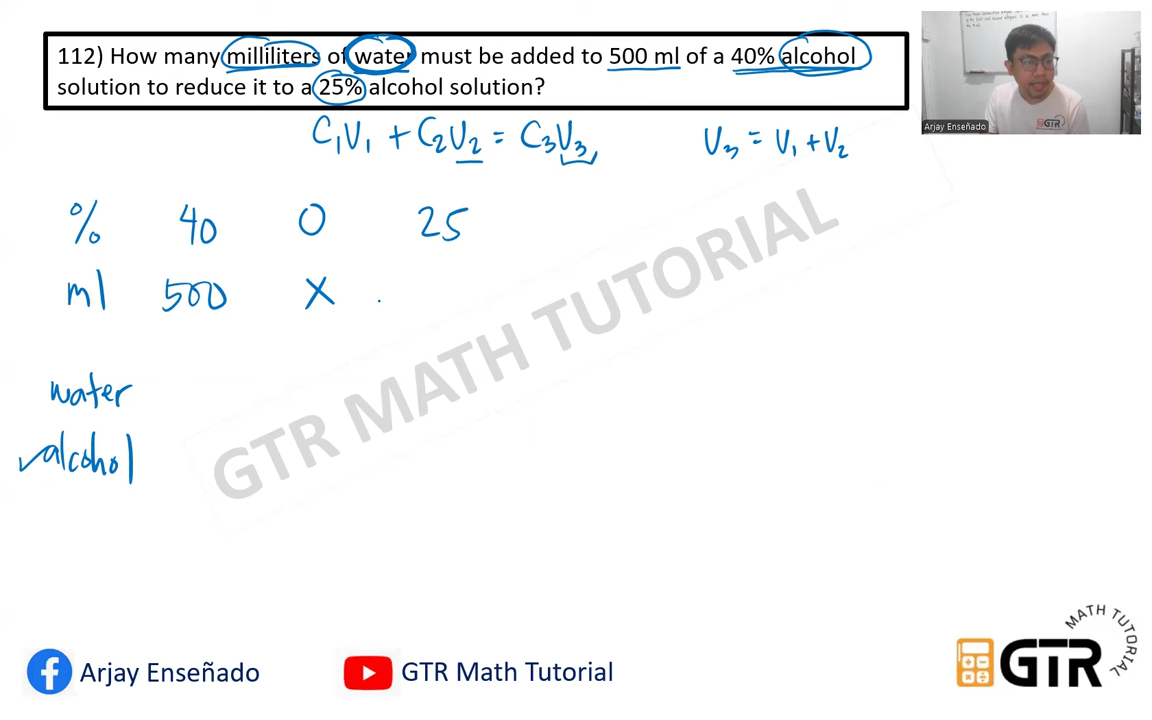 112) How many milliliters of water must be added to 500 ml of a 40% alcohol
solution to reduce it to a 25% alcohol solution?
C₁V₁ + C₂V₂ = C₃V₃
V₃ = V₁ + V₂
% 40 0 25
ml 500 X .
water
✓alcohol
GTR MATH TUTORIAL
Arjay Enseñado
GTR
Arjay Enseñado
GTR Math Tutorial
MATH TUTORIAL
GTR